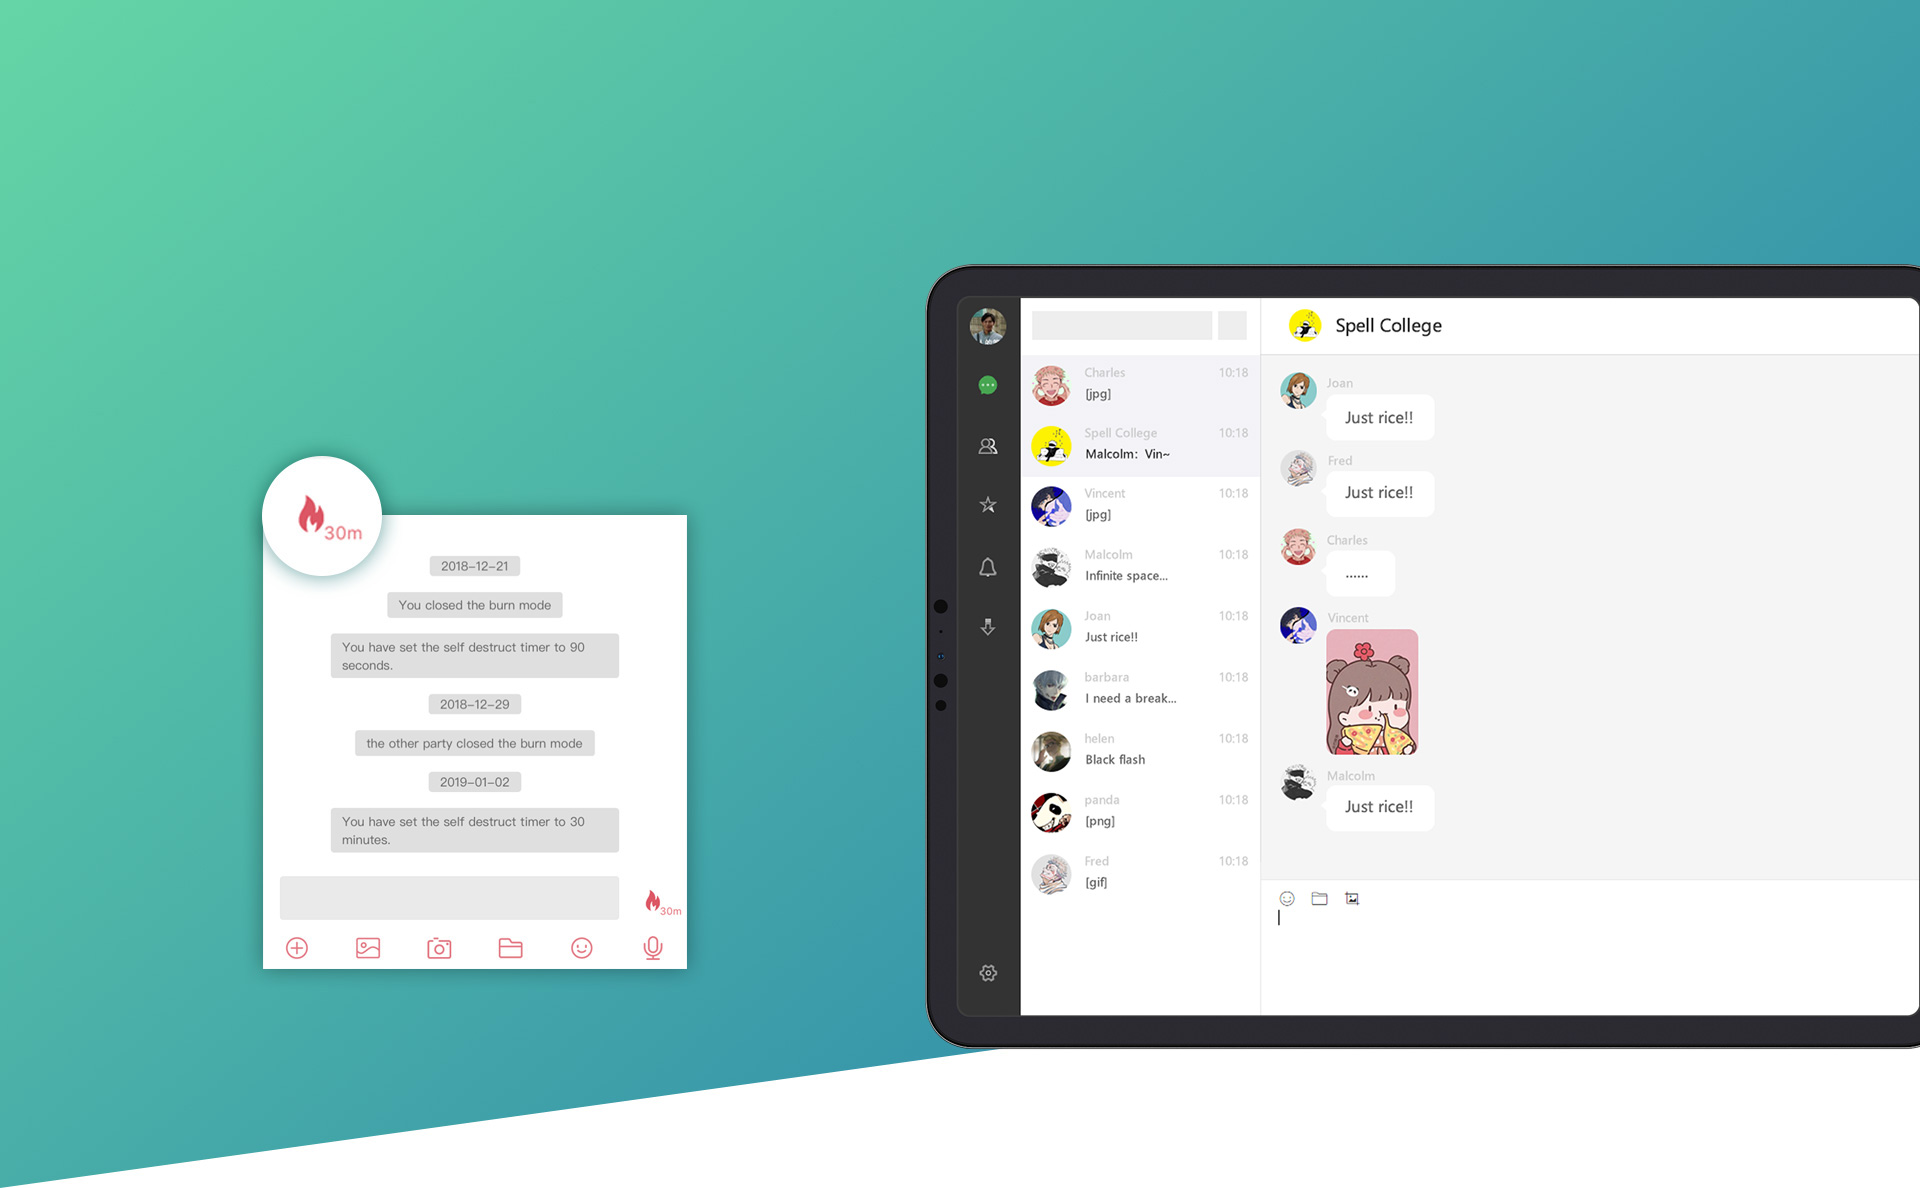 30m
2018-12-21
You closed the burn mode
You have set the self destruct timer to 90
seconds.
2018-12-29
the other party closed the burn mode
2019-01-02
You have set the self destruct timer to 30
minutes.
30m
Charles 10:18
[jpg]
Spell College 10:18
Malcolm: Vin~
Vincent 10:18
[jpg]
Malcolm 10:18
Infinite space...
Joan 10:18
Just rice!!
barbara 10:18
I need a break...
helen 10:18
Black flash
panda 10:18
[png]
Fred 10:18
[gif]
Spell College
Joan
Just rice!!
Fred
Just rice!!
Charles
......
Vincent
Malcolm
Just rice!!